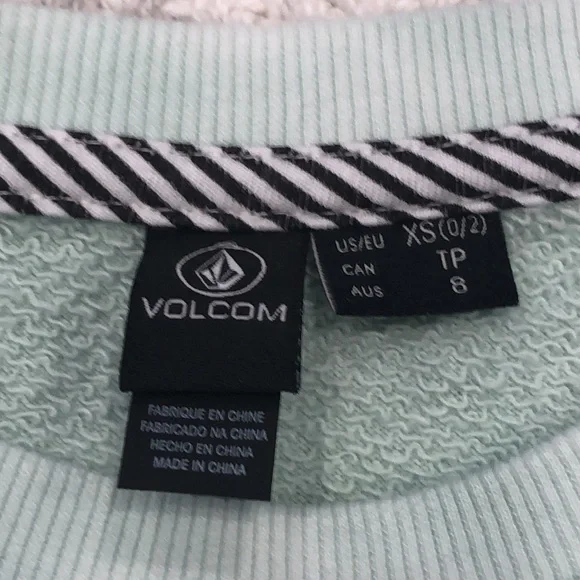 VOLCOM
US/EU XS(0/2)
CAN TP
AUS 8
FABRIQUE EN CHINE
FABRICADO NA CHINA
HECHO EN CHINA
MADE IN CHINA